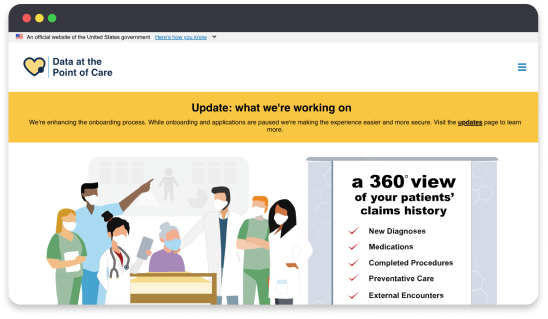 An official website of the United States government Here's how you know
Data at the
Point of Care
Update: what we're working on
We're enhancing the onboarding process. While onboarding and applications are paused we're making the experience easier and more secure. Visit the updates page to learn
more.
a 360° view
of your patients'
claims history
New Diagnoses
Medications
Completed Procedures
Preventative Care
External Encounters